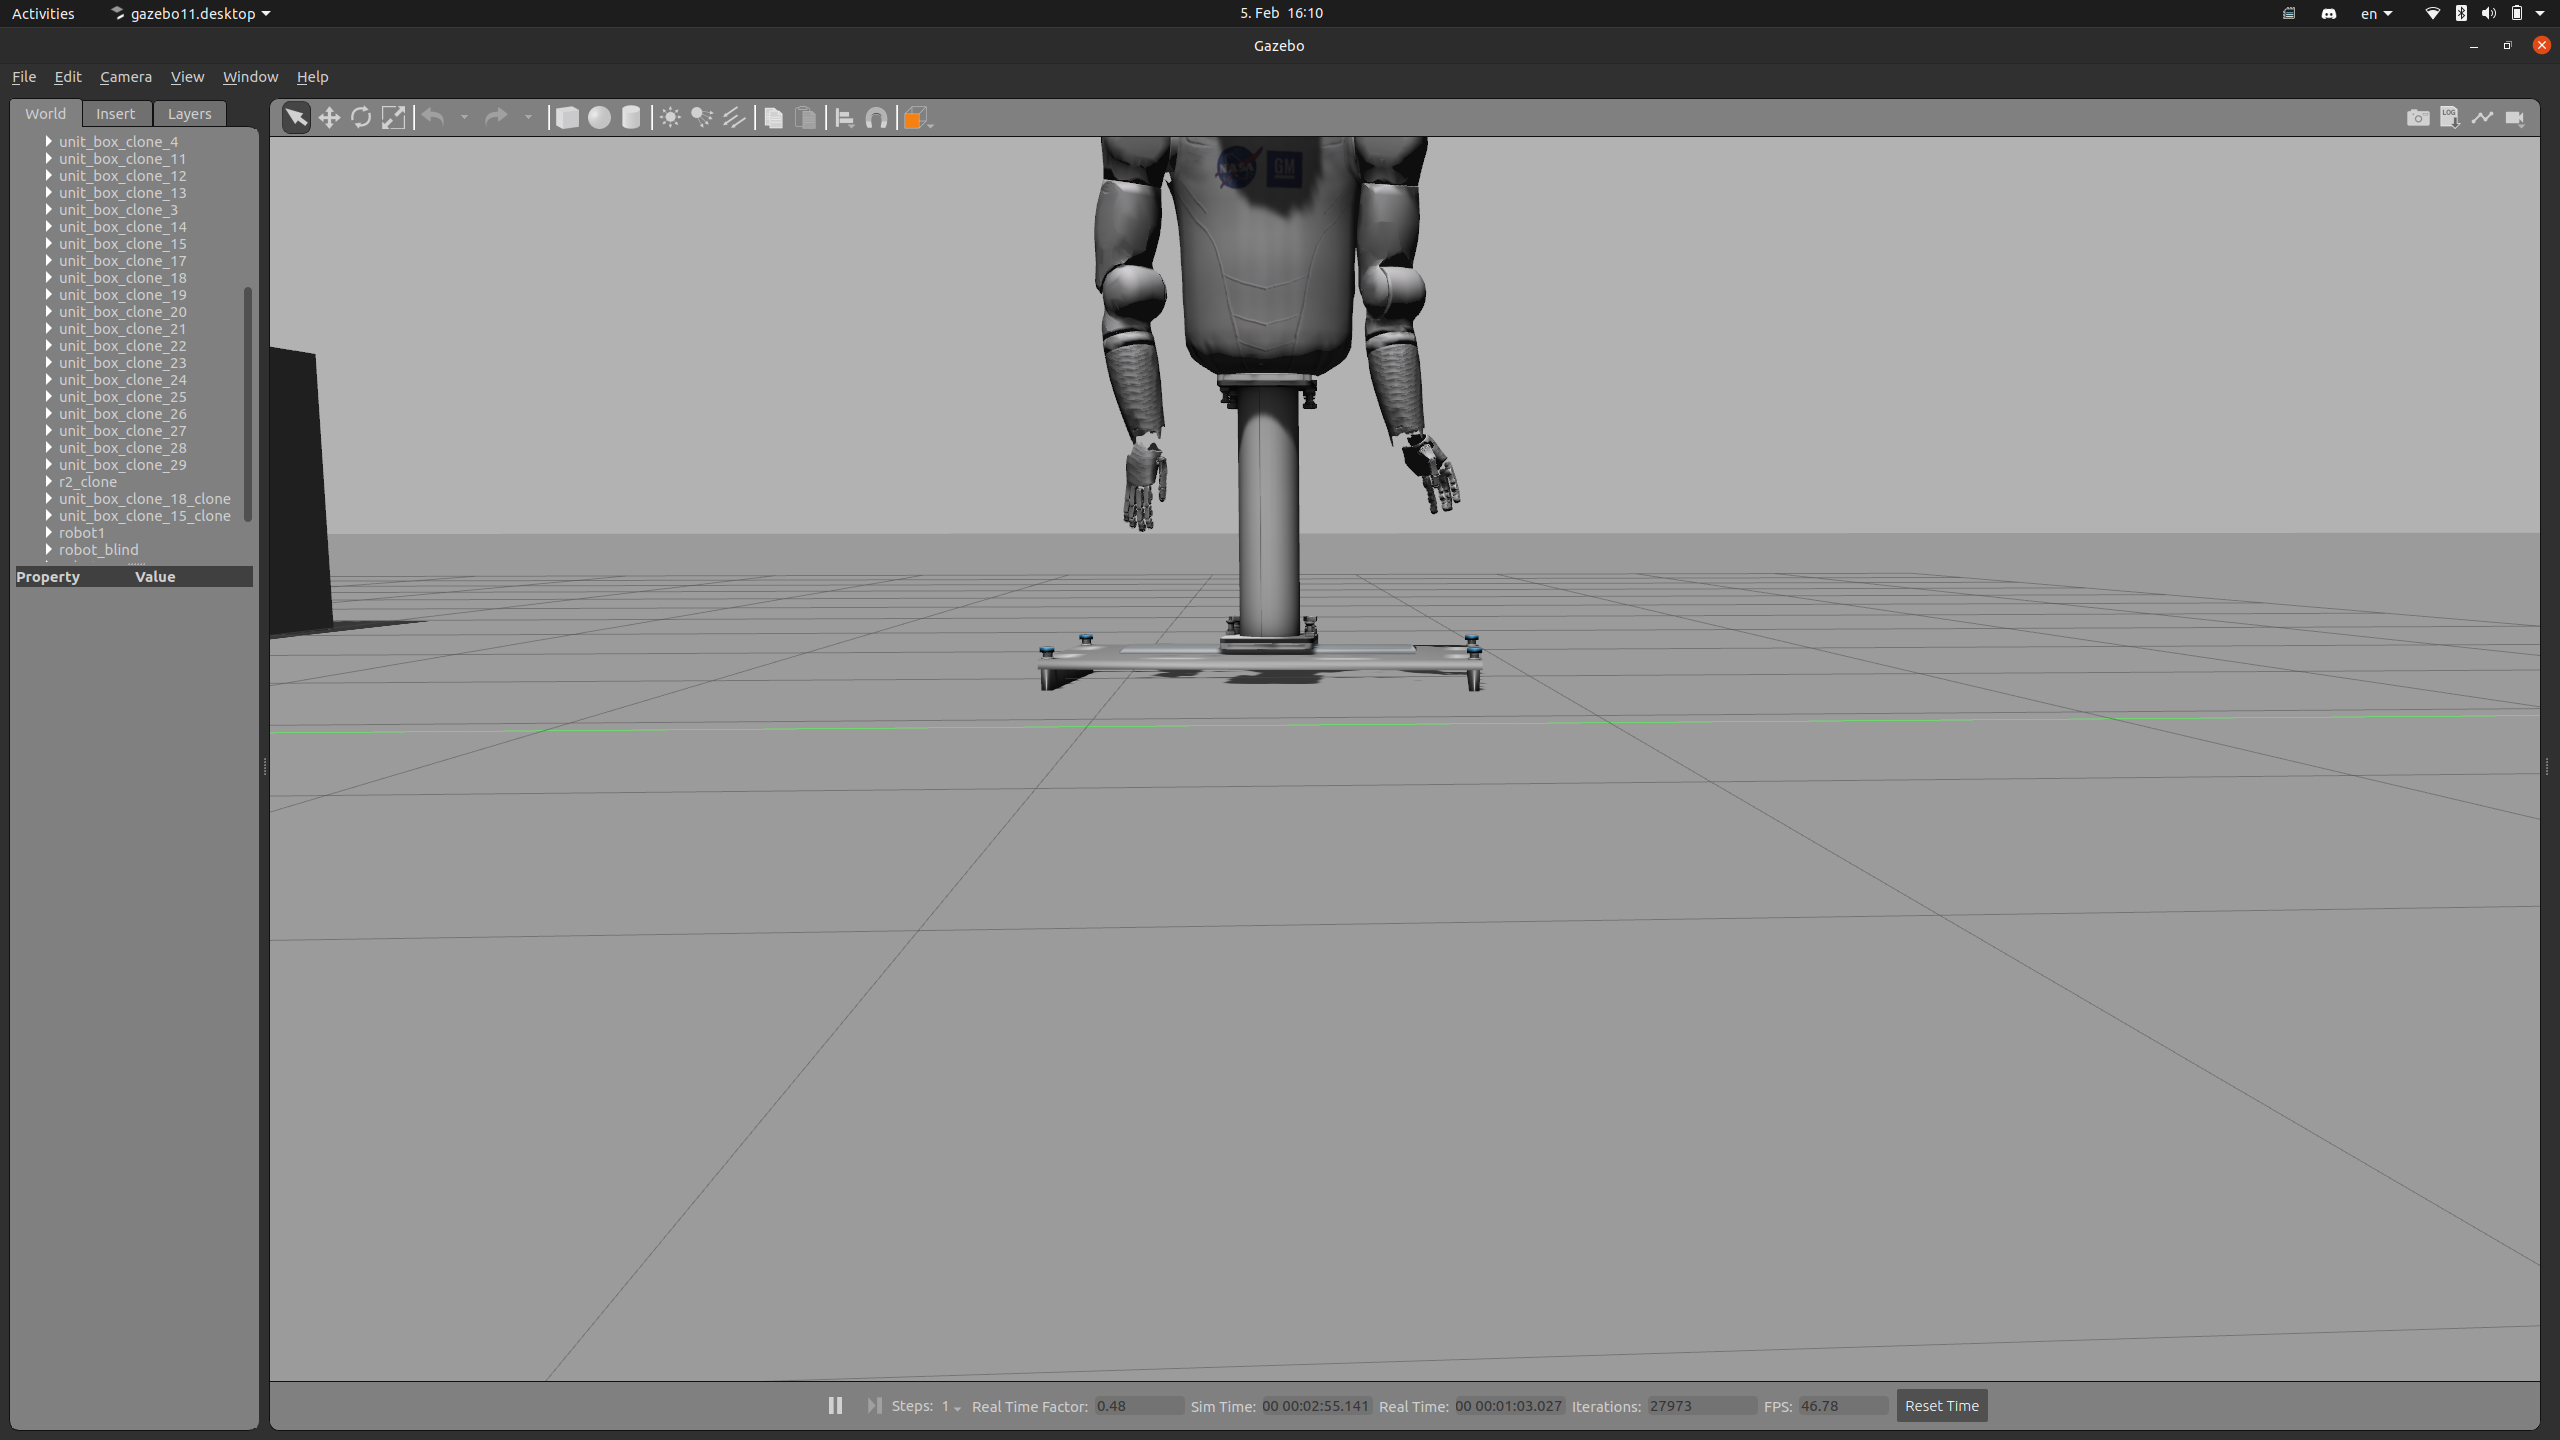 Activities gazebo11.desktop 5. Feb 16:10 en
Gazebo
File Edit Camera View Window Help
World Insert Layers
LOG
unit_box_clone_4
unit_box_clone_11
unit_box_clone_12
unit_box_clone_13
unit_box_clone_3
unit_box_clone_14
unit_box_clone_15
unit_box_clone_17
unit_box_clone_18
unit_box_clone_19
unit_box_clone_20
unit_box_clone_21
unit_box_clone_22
unit_box_clone_23
unit_box_clone_24
unit_box_clone_25
unit_box_clone_26
unit_box_clone_27
unit_box_clone_28
unit_box_clone_29
r2_clone
unit_box_clone_18_clone
unit_box_clone_15_clone
robot1
robot_blind
Property Value
NASA GM
Steps: 1 Real Time Factor: 0.48 Sim Time: 00 00:02:55.141 Real Time: 00 00:01:03.027 Iterations: 27973 FPS: 46.78 Reset Time